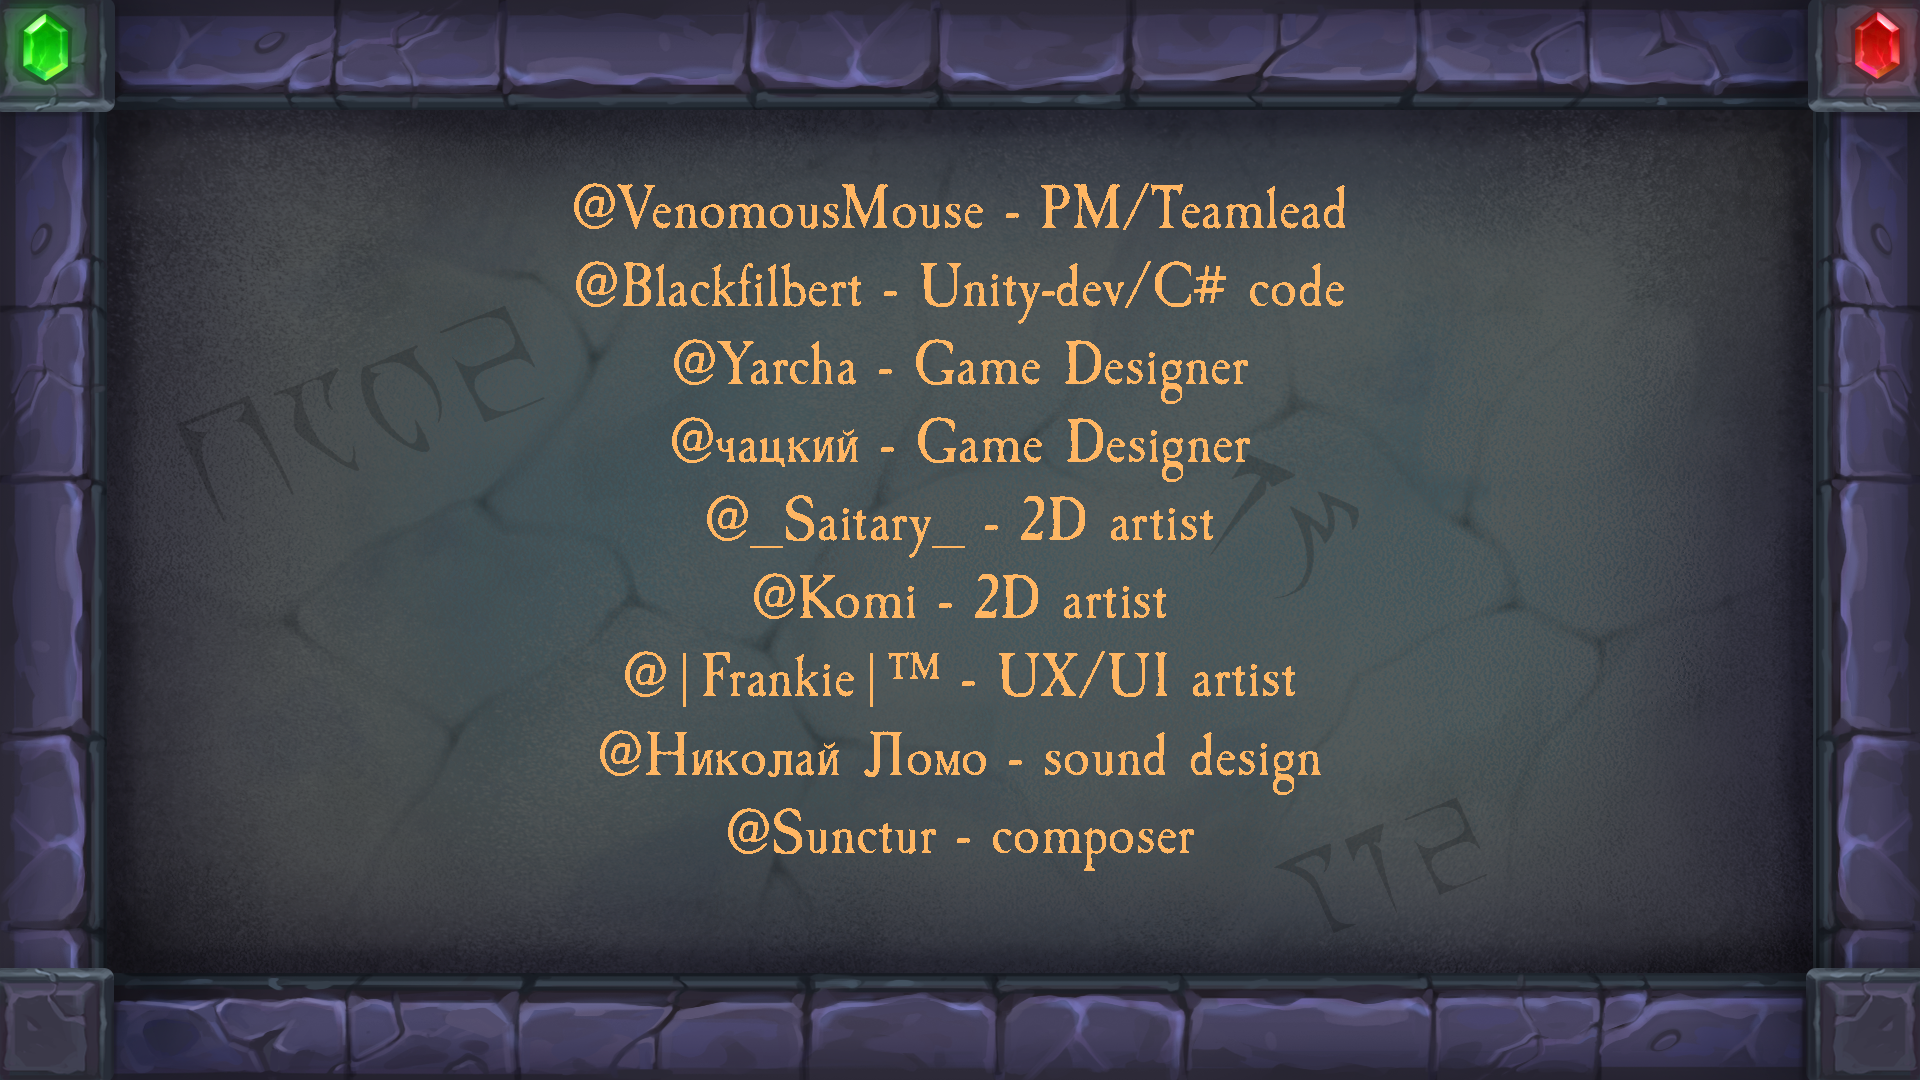 @VenomousMouse - PM/Teamlead
@Blackfilbert - Unity-dev/C# code
@Yarcha - Game Designer
@чацкий - Game Designer
@_Saitary_ - 2D artist
@Komi - 2D artist
@|Frankie|™ - UX/UI artist
@Николай Ломо - sound design
@Sunctur - composer